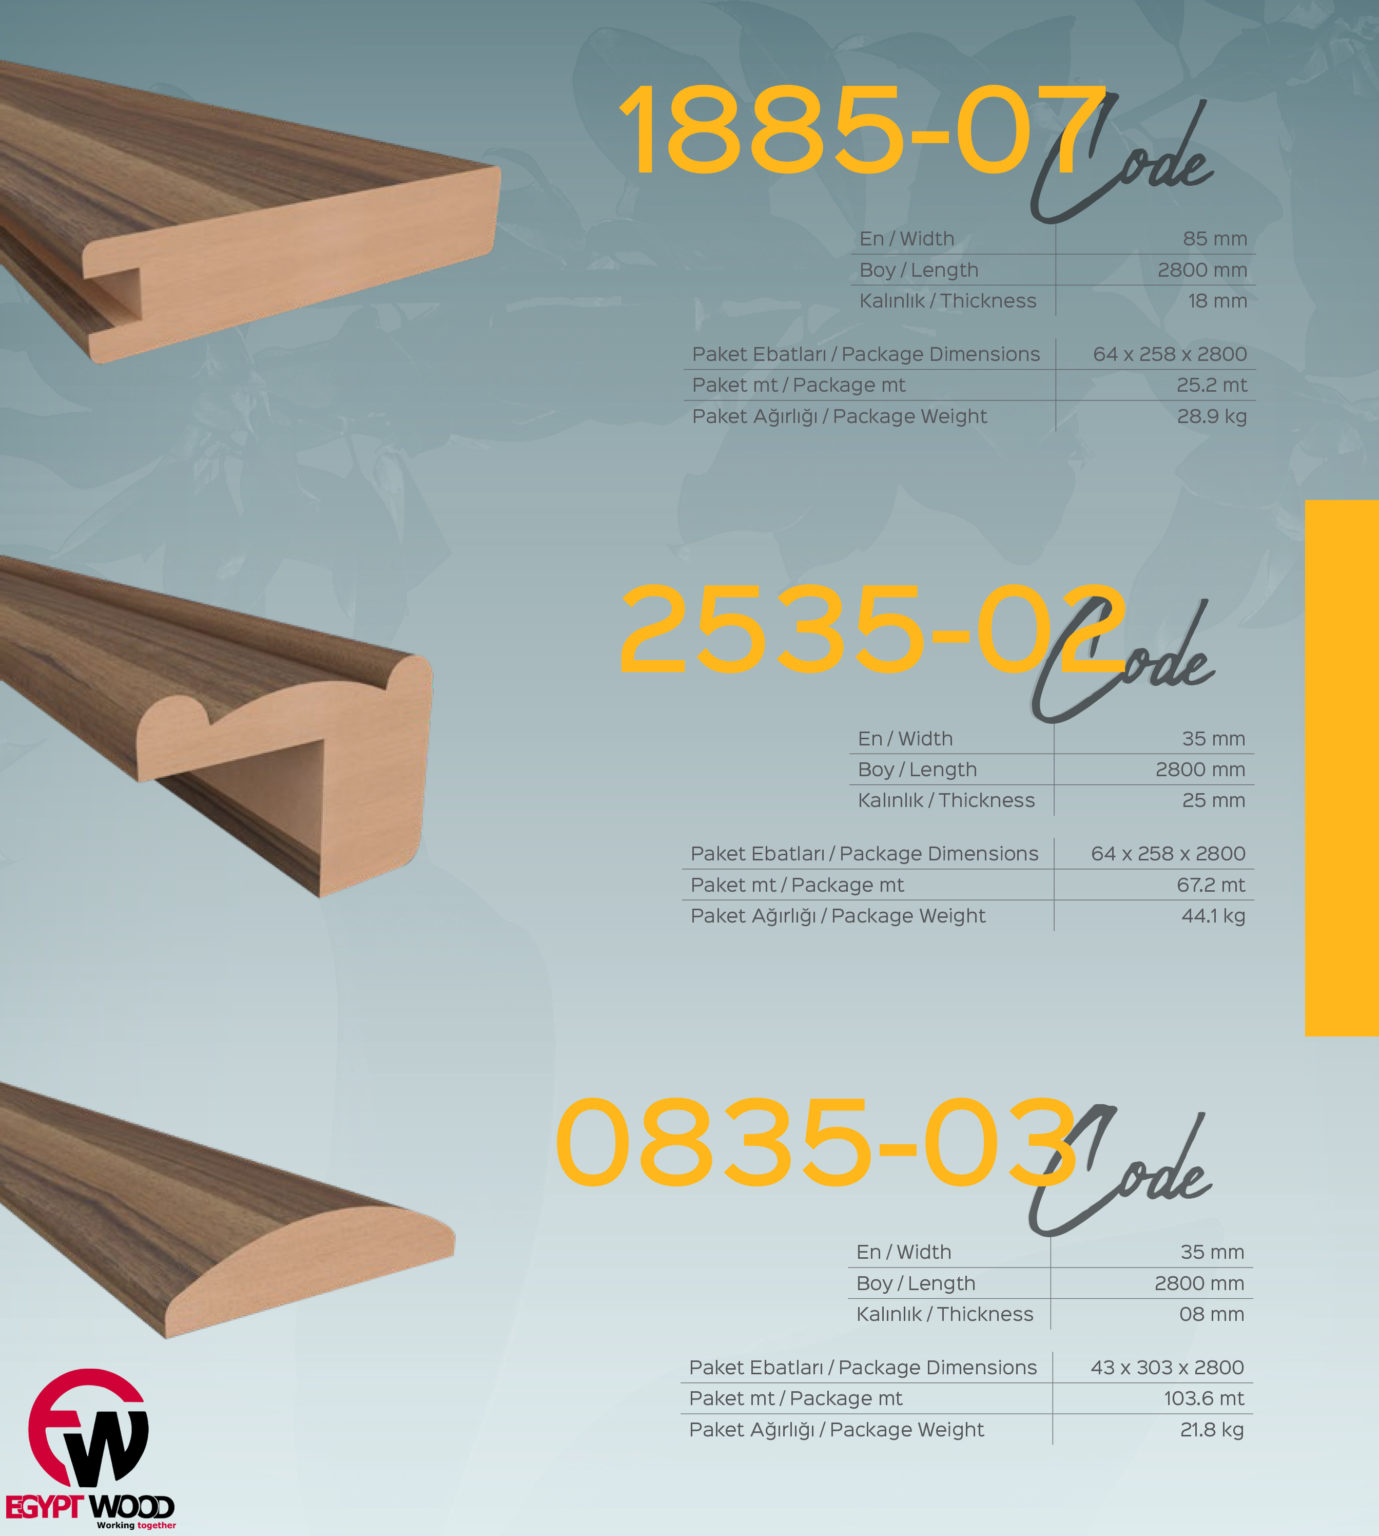 1885-07
Code
En / Width 85 mm
Boy / Length 2800 mm
Kalınlık / Thickness 18 mm
Paket Ebatları / Package Dimensions 64 x 258 x 2800
Paket mt / Package mt 25.2 mt
Paket Ağırlığı / Package Weight 28.9 kg
2535-02
Code
En / Width 35 mm
Boy / Length 2800 mm
Kalınlık / Thickness 25 mm
Paket Ebatları / Package Dimensions 64 x 258 x 2800
Paket mt / Package mt 67.2 mt
Paket Ağırlığı / Package Weight 44.1 kg
0835-03
Code
En / Width 35 mm
Boy / Length 2800 mm
Kalınlık / Thickness 08 mm
Paket Ebatları / Package Dimensions 43 x 303 x 2800
Paket mt / Package mt 103.6 mt
Paket Ağırlığı / Package Weight 21.8 kg
EW
EGYPT WOOD
Working together